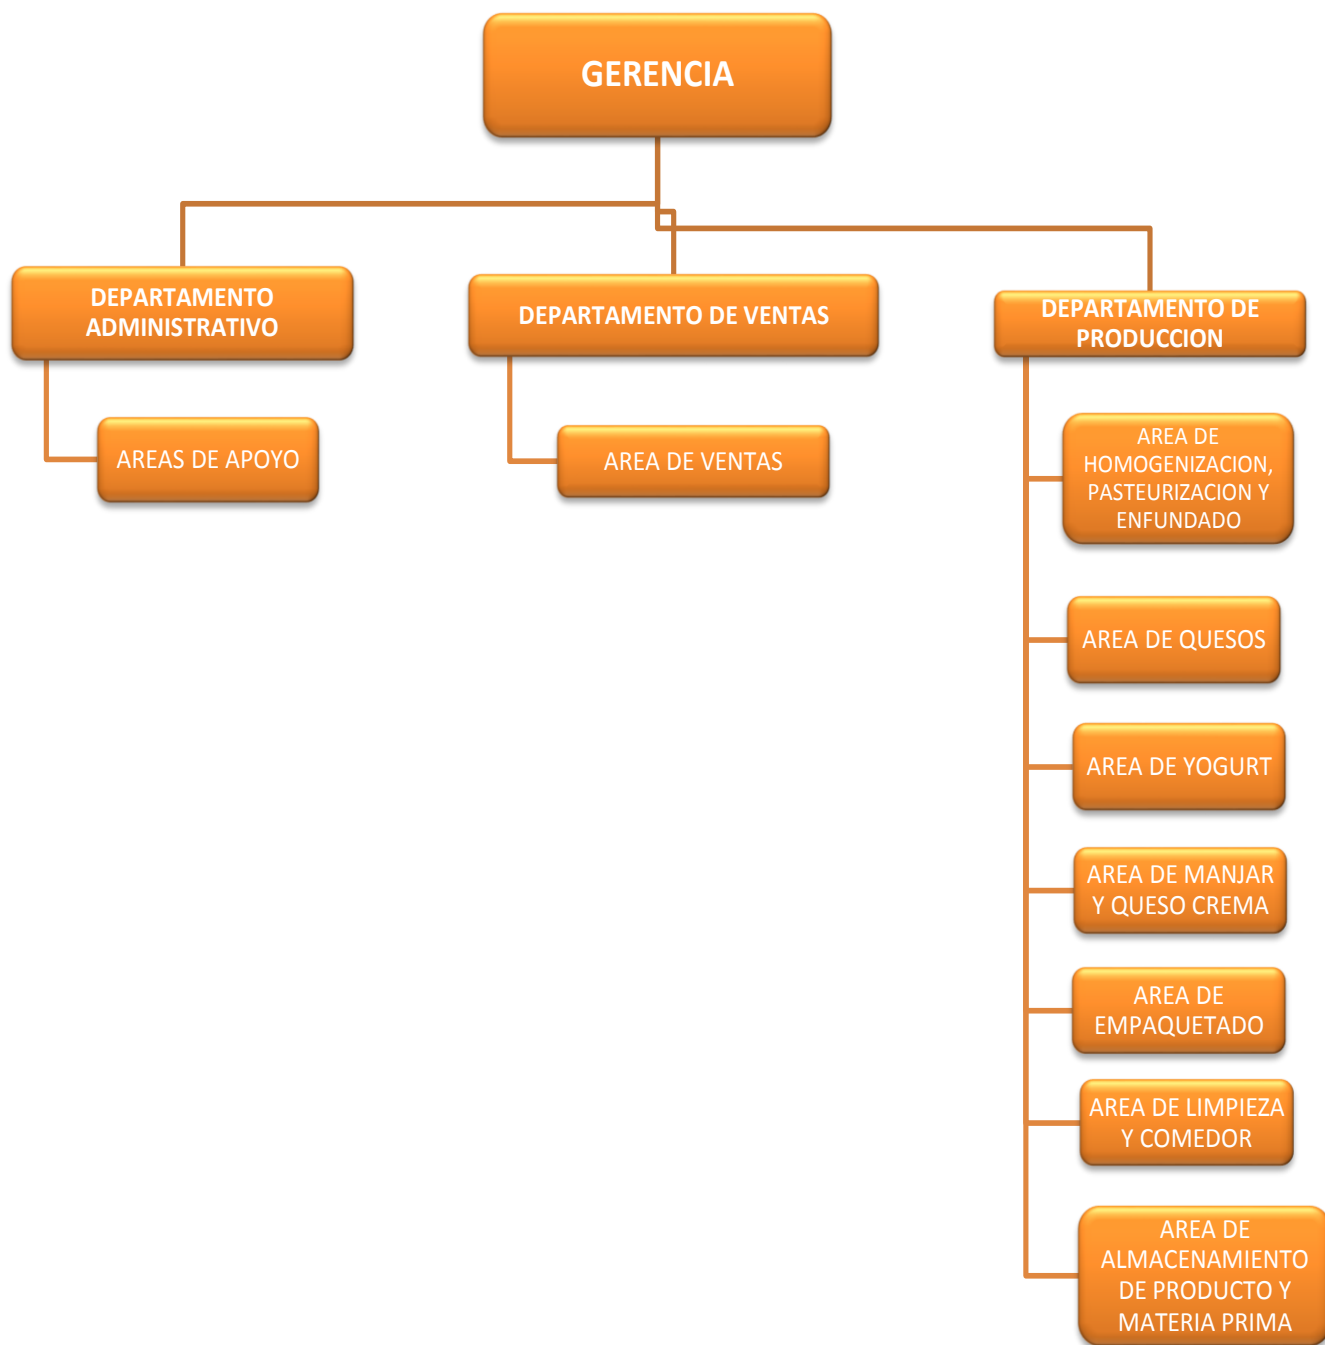 GERENCIA
DEPARTAMENTO
ADMINISTRATIVO
AREAS DE APOYO
DEPARTAMENTO DE VENTAS
AREA DE VENTAS
DEPARTAMENTO DE
PRODUCCION
AREA DE
HOMOGENIZACION,
PASTEURIZACION Y
ENFUNDADO
AREA DE QUESOS
AREA DE YOGURT
AREA DE MANJAR
Y QUESO CREMA
AREA DE
EMPAQUETADO
AREA DE LIMPIEZA
Y COMEDOR
AREA DE
ALMACENAMIENTO
DE PRODUCTO Y
MATERIA PRIMA